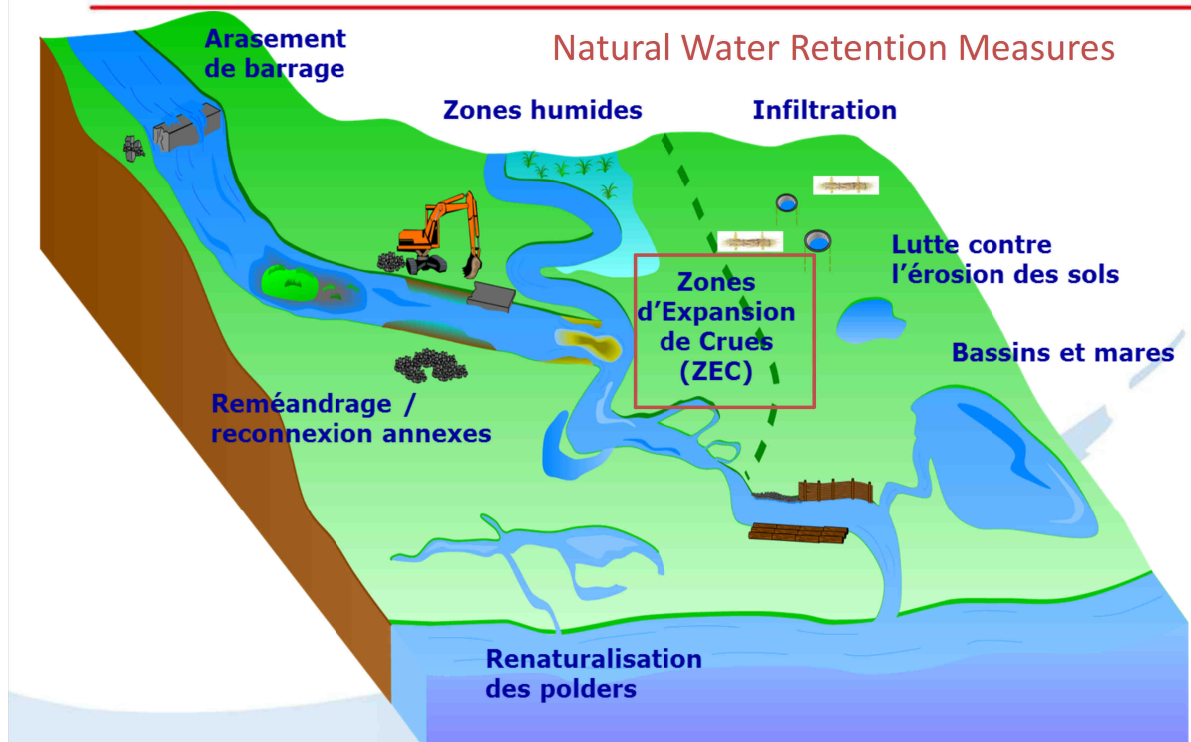 Natural Water Retention Measures
Arasement
de barrage
Zones humides
Infiltration
Lutte contre
l’érosion des sols
Zones
d’Expansion
de Crues
(ZEC)
Bassins et mares
Reméandrage /
reconnexion annexes
Renaturalisation
des polders